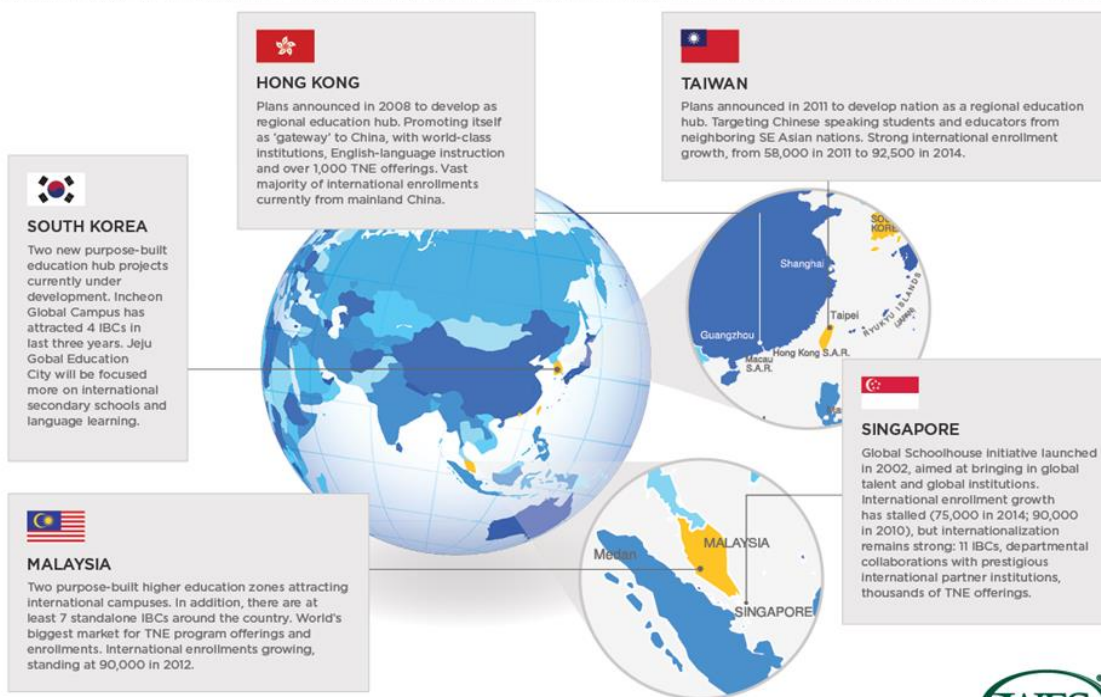 HONG KONG
Plans announced in 2008 to develop as
regional education hub. Promoting itself
as ‘gateway’ to China, with world-class
institutions, English-language instruction
and over 1,000 TNE offerings. Vast
majority of international enrollments
currently from mainland China.
TAIWAN
Plans announced in 2011 to develop nation as a regional education
hub. Targeting Chinese speaking students and educators from
neighboring SE Asian nations. Strong international enrollment
growth, from 58,000 in 2011 to 92,500 in 2014.
SOUTH KOREA
Two new purpose-built
education hub projects
currently under
development. Incheon
Global Campus has
attracted 4 IBCs in
last three years. Jeju
Gobal Education
City will be focused
more on international
secondary schools and
language learning.
SOU
KORE
Shanghai
Taipei
RYUKYU ISLANDS
(JAPAN)
Guangzhou
Hong Kong S.A.R.
Macau
S.A.R.
SINGAPORE
Global Schoolhouse initiative launched
in 2002, aimed at bringing in global
talent and global institutions.
International enrollment growth
has stalled (75,000 in 2014; 90,000
in 2010), but internationalization
remains strong: 11 IBCs, departmental
collaborations with prestigious
international partner institutions,
thousands of TNE offerings.
MALAYSIA
Two purpose-built higher education zones attracting
international campuses. In addition, there are at
least 7 standalone IBCs around the country. World’s
biggest market for TNE program offerings and
enrollments. International enrollments growing,
standing at 90,000 in 2012.
Medan
MALAYSIA
SINGAPORE